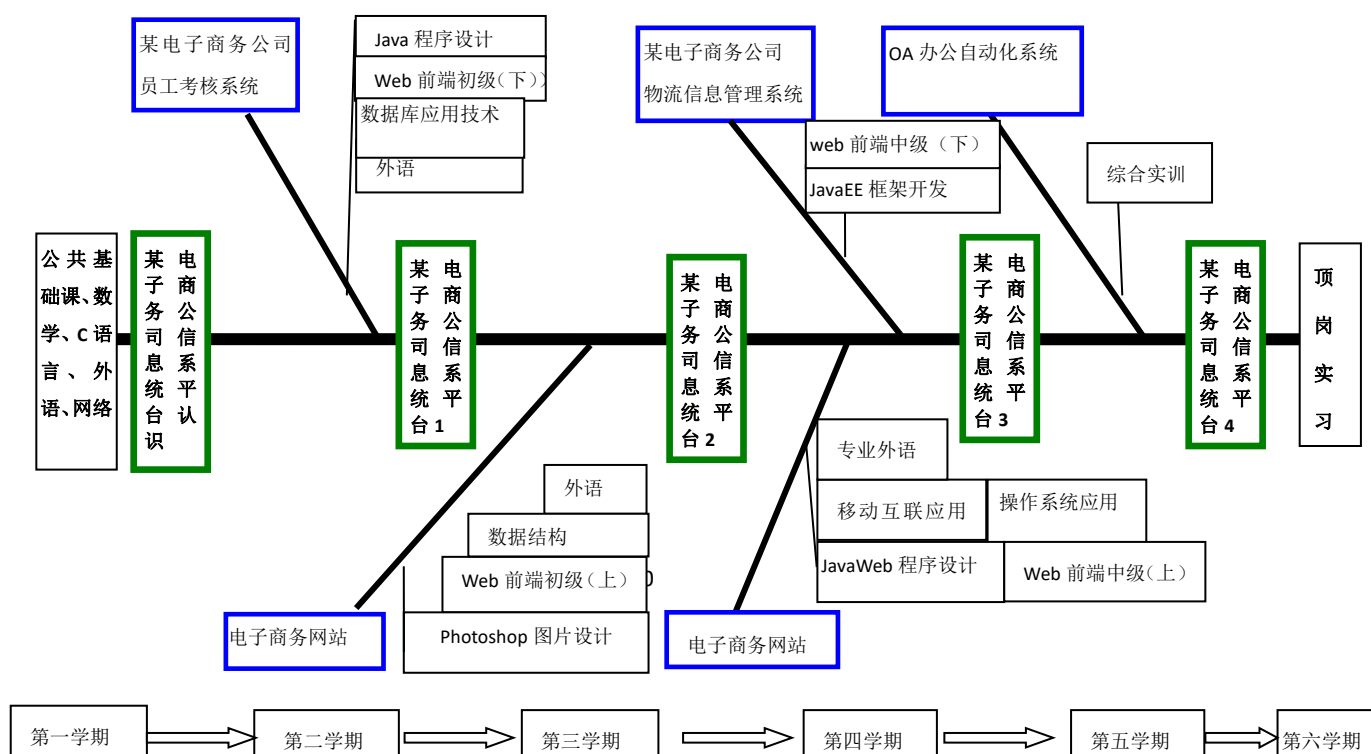 某电子商务公司
员工考核系统
Java 程序设计
Web 前端初级（下）
数据库应用技术
外语
某电子商务公司
物流信息管理系统
OA 办公自动化系统
web 前端中级（下）
JavaEE 框架开发
综合实训
公共基
础课、数
学、C 语
言、外
语、网络
某电
子商
务公
司信
息系
统平
台认
识
某电
子商
务公
司信
息系
统平
台 1
某电
子商
务公
司信
息系
统平
台 2
某电
子商
务公
司信
息系
统平
台 3
某电
子商
务公
司信
息系
统平
台 4
顶
岗
实
习
外语
数据结构
Web 前端初级（上）
Photoshop 图片设计
电子商务网站
专业外语
移动互联应用
操作系统应用
JavaWeb 程序设计
Web 前端中级（上）
电子商务网站
第一学期
第二学期
第三学期
第四学期
第五学期
第六学期